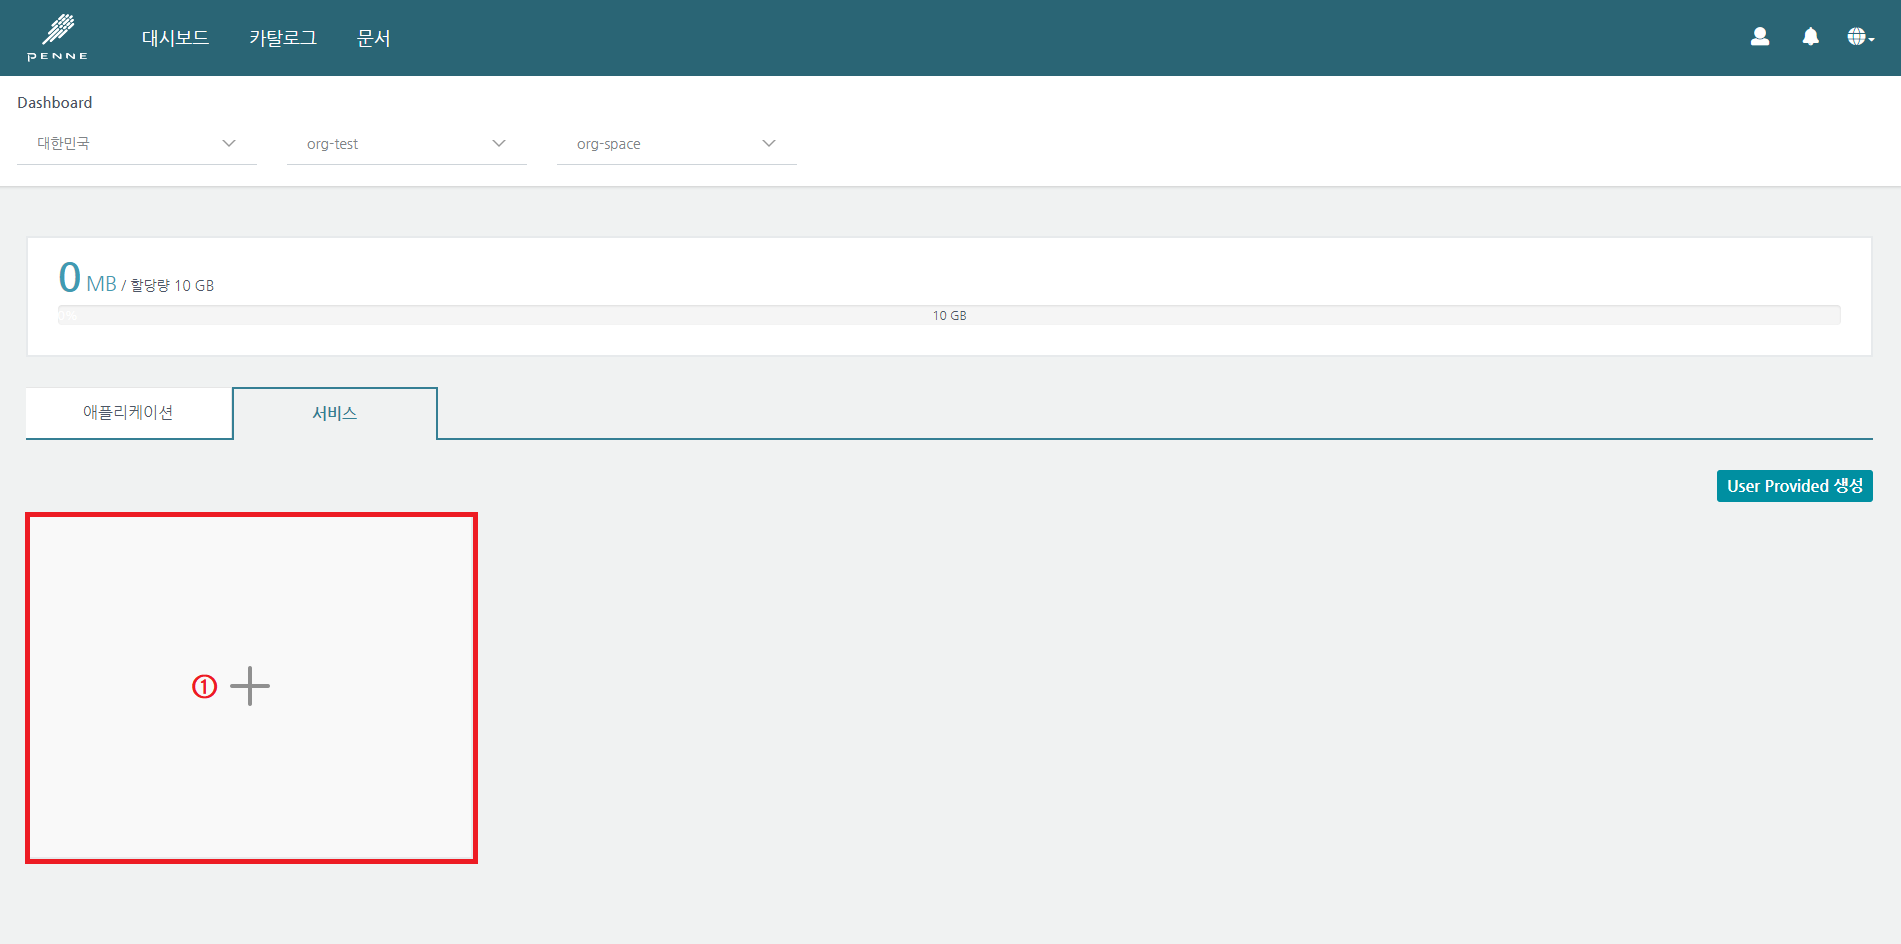 PENNE
대시보드 카탈로그 문서
Dashboard
대한민국 org-test org-space
0 MB / 할당량 10 GB
0% 10 GB
애플리케이션 서비스
User Provided 생성
①